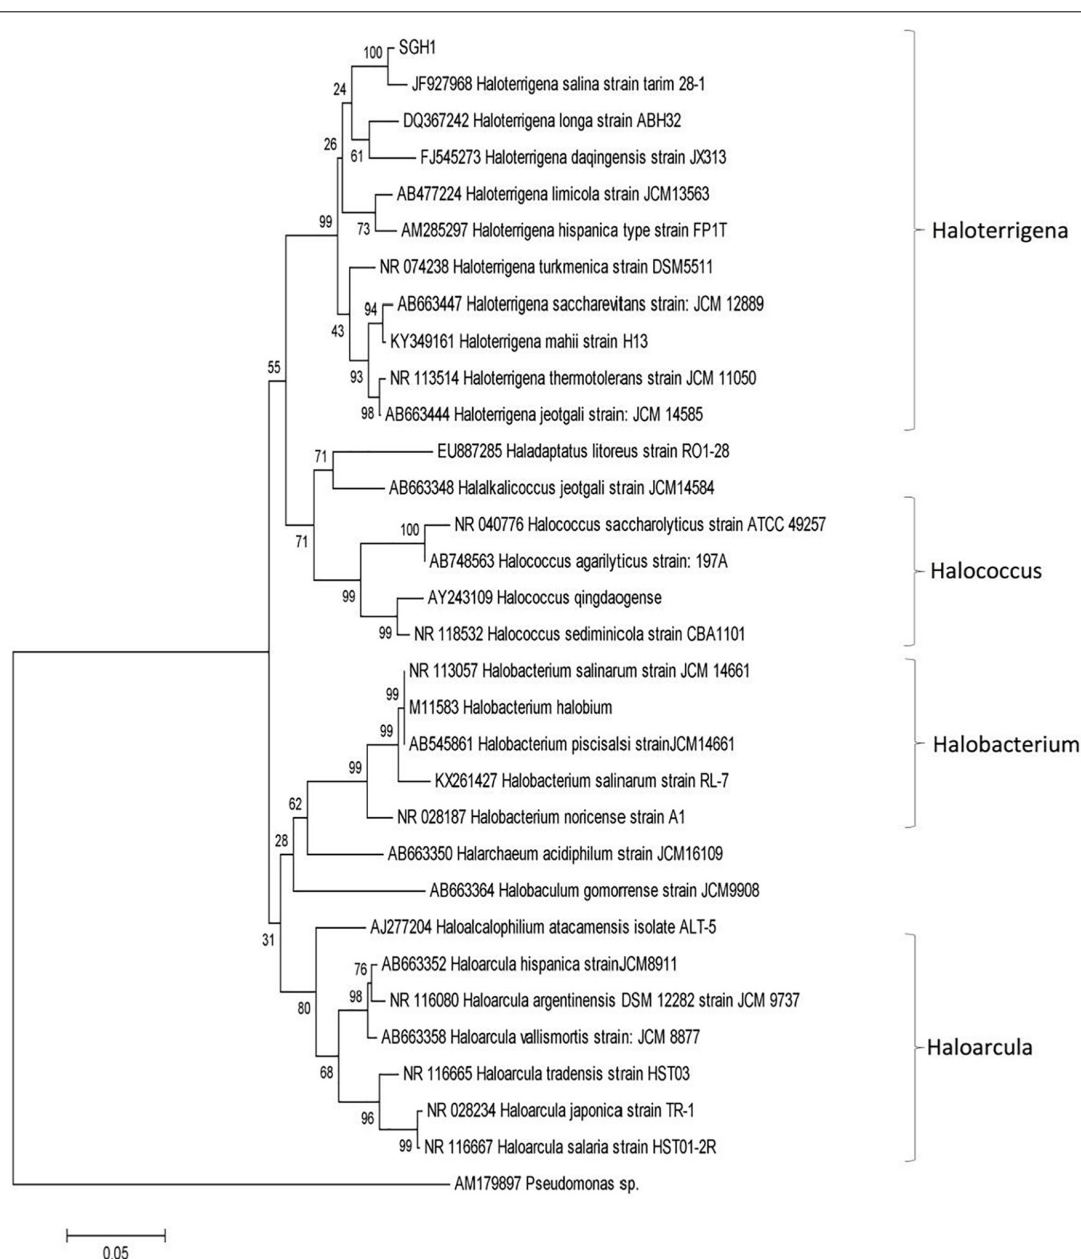 100 SGH1
JF927968 Haloterrigena salina strain tarim 28-1
24
DQ367242 Haloterrigena longa strain ABH32
26
61 FJ545273 Haloterrigena daqingensis strain JX313
AB477224 Haloterrigena limicola strain JCM13563
99
73 AM285297 Haloterrigena hispanica type strain FP1T
Haloterrigena
NR 074238 Haloterrigena turkmenica strain DSM5511
94 AB663447 Haloterrigena saccharevitans strain: JCM 12889
43
KY349161 Haloterrigena mahii strain H13
55
93 NR 113514 Haloterrigena thermotolerans strain JCM 11050
98 AB663444 Haloterrigena jeotgali strain: JCM 14585
71 EU887285 Haladaptatus litoreus strain RO1-28
AB663348 Halalkalicoccus jeotgali strain JCM14584
100 NR 040776 Halococcus saccharolyticus strain ATCC 49257
71
AB748563 Halococcus agarilyticus strain: 197A
Halococcus
99 AY243109 Halococcus qingdaogense
99 NR 118532 Halococcus sediminicola strain CBA1101
NR 113057 Halobacterium salinarum strain JCM 14661
99
M11583 Halobacterium halobium
99
AB545861 Halobacterium piscisalsi strainJCM14661
Halobacterium
99
KX261427 Halobacterium salinarum strain RL-7
62
NR 028187 Halobacterium noricense strain A1
28
AB663350 Halarchaeum acidiphilum strain JCM16109
AB663364 Halobaculum gomorrense strain JCM9908
AJ277204 Haloalcalophilium atacamensis isolate ALT-5
31
76 AB663352 Haloarcula hispanica strainJCM8911
98 NR 116080 Haloarcula argentinensis DSM 12282 strain JCM 9737
80
AB663358 Haloarcula vallismortis strain: JCM 8877
Haloarcula
68 NR 116665 Haloarcula tradensis strain HST03
96 NR 028234 Haloarcula japonica strain TR-1
99 NR 116667 Haloarcula salaria strain HST01-2R
AM179897 Pseudomonas sp.
0.05